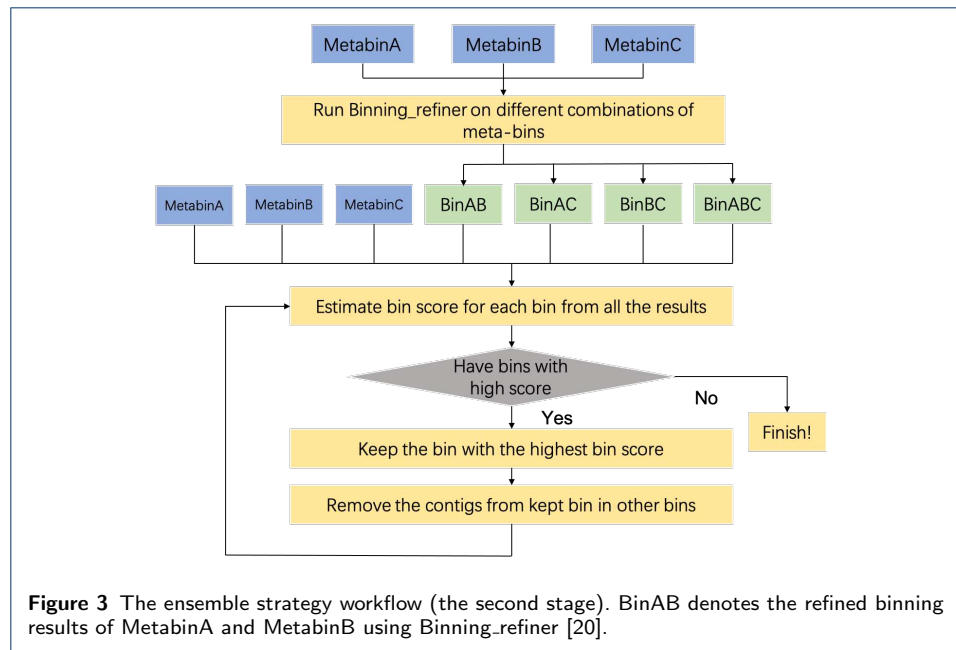 MetabinA MetabinB MetabinC
Run Binning_refiner on different combinations of
meta-bins
MetabinA MetabinB MetabinC BinAB BinAC BinBC BinABC
Estimate bin score for each bin from all the results
Have bins with
high score
No
Yes
Finish!
Keep the bin with the highest bin score
Remove the contigs from kept bin in other bins
Figure 3 The ensemble strategy workflow (the second stage). BinAB denotes the refined binning
results of MetabinA and MetabinB using Binning_refiner [20].